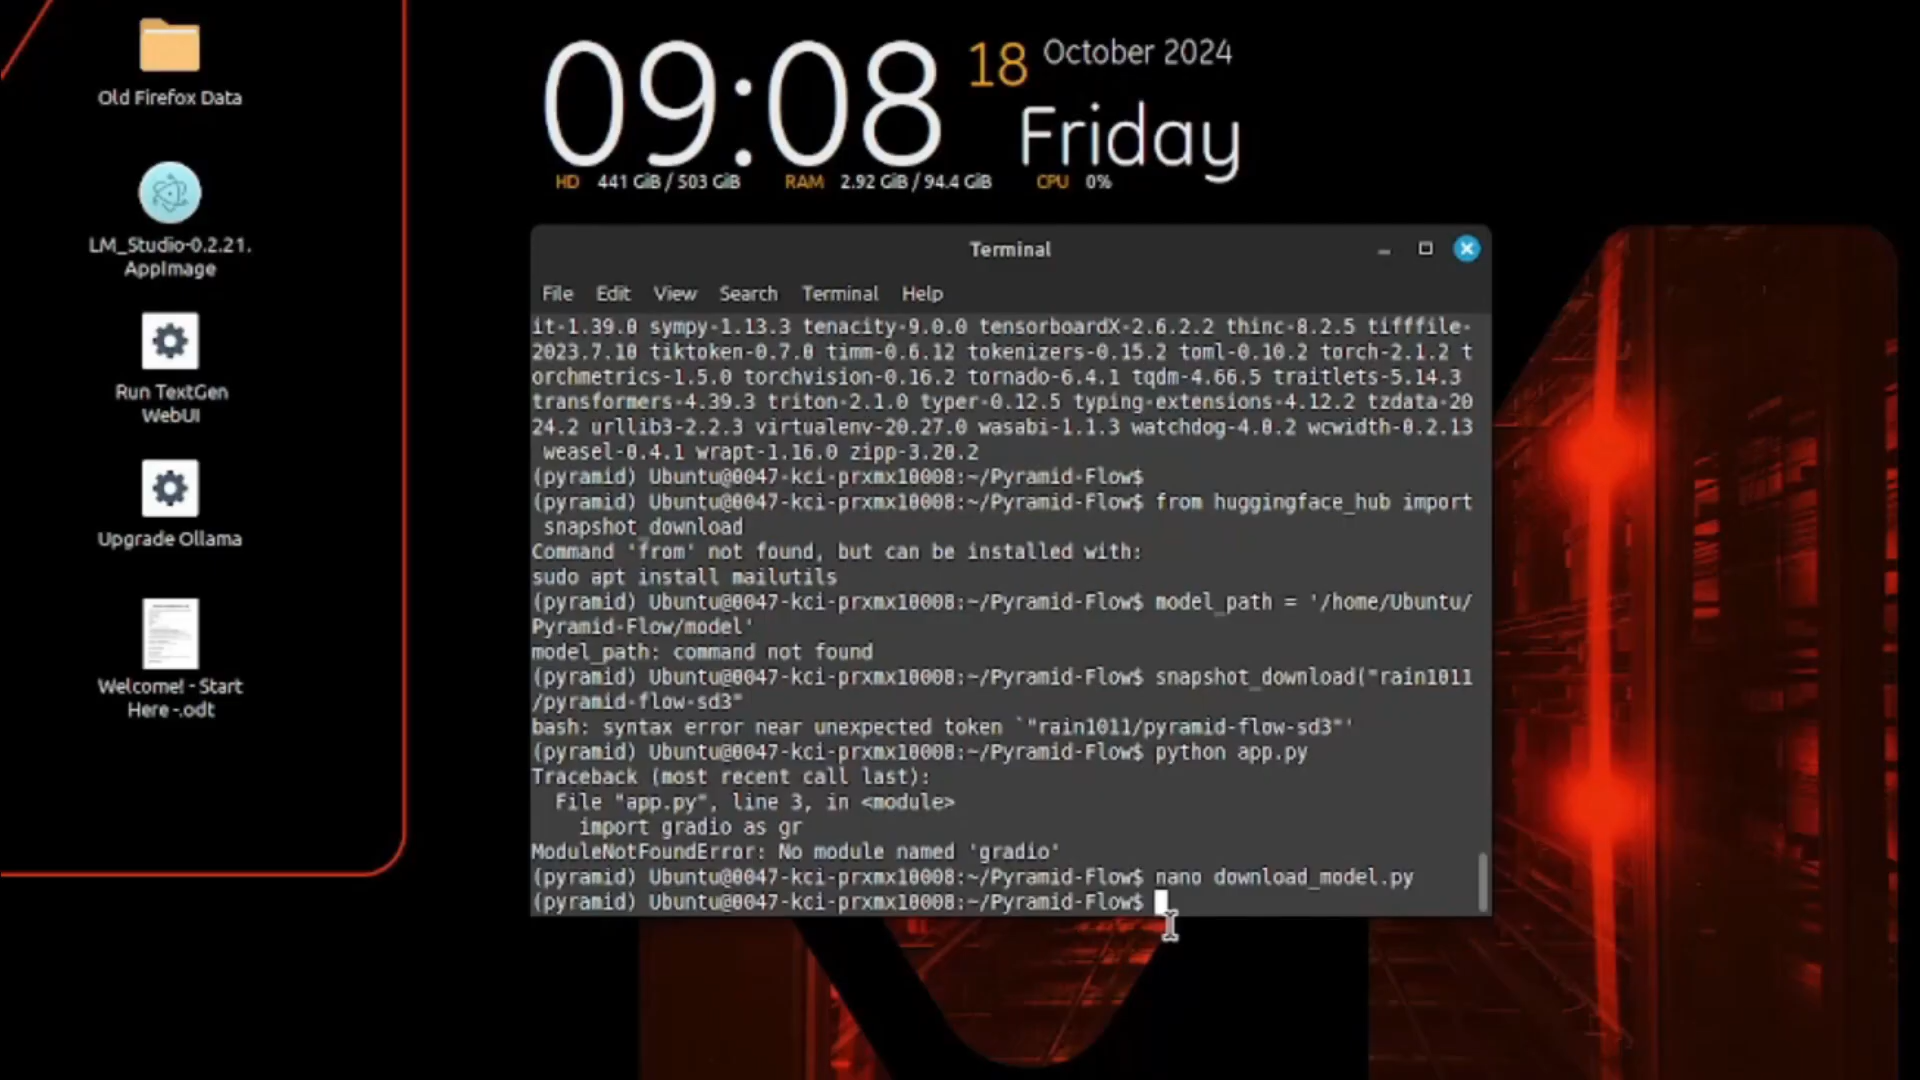 Old Firefox Data
LM_Studio-0.2.21.
AppImage
Run TextGen
WebUI
Upgrade Ollama
Welcome! - Start
Here -.odt
09:08
18 October 2024
Friday
HD 441 GiB / 503 GiB RAM 2.92 GiB / 94.4 GiB CPU 0%
Terminal
File Edit View Search Terminal Help
it-1.39.0 sympy-1.13.3 tenacity-9.0.0 tensorboardX-2.6.2.2 thinc-8.2.5 tifffile-
2023.7.10 tiktoken-0.7.0 timm-0.6.12 tokenizers-0.15.2 toml-0.10.2 torch-2.1.2 t
orchmetrics-1.5.0 torchvision-0.16.2 tornado-6.4.1 tqdm-4.66.5 traitlets-5.14.3
transformers-4.39.3 triton-2.1.0 typer-0.12.5 typing-extensions-4.12.2 tzdata-20
24.2 urllib3-2.2.3 virtualenv-20.27.0 wasabi-1.1.3 watchdog-4.0.2 wcwidth-0.2.13
weasel-0.4.1 wrapt-1.16.0 zipp-3.20.2
(pyramid) Ubuntu@0047-kci-prxmx10008:~/Pyramid-Flow$
(pyramid) Ubuntu@0047-kci-prxmx10008:~/Pyramid-Flow$ from huggingface_hub import
snapshot_download
Command 'from' not found, but can be installed with:
sudo apt install mailutils
(pyramid) Ubuntu@0047-kci-prxmx10008:~/Pyramid-Flow$ model_path = '/home/Ubuntu/
Pyramid-Flow/model'
model_path: command not found
(pyramid) Ubuntu@0047-kci-prxmx10008:~/Pyramid-Flow$ snapshot_download("rain1011
/pyramid-flow-sd3"
bash: syntax error near unexpected token `"rain1011/pyramid-flow-sd3"'
(pyramid) Ubuntu@0047-kci-prxmx10008:~/Pyramid-Flow$ python app.py
Traceback (most recent call last):
File "app.py", line 3, in <module>
import gradio as gr
ModuleNotFoundError: No module named 'gradio'
(pyramid) Ubuntu@0047-kci-prxmx10008:~/Pyramid-Flow$ nano download_model.py
(pyramid) Ubuntu@0047-kci-prxmx10008:~/Pyramid-Flow$